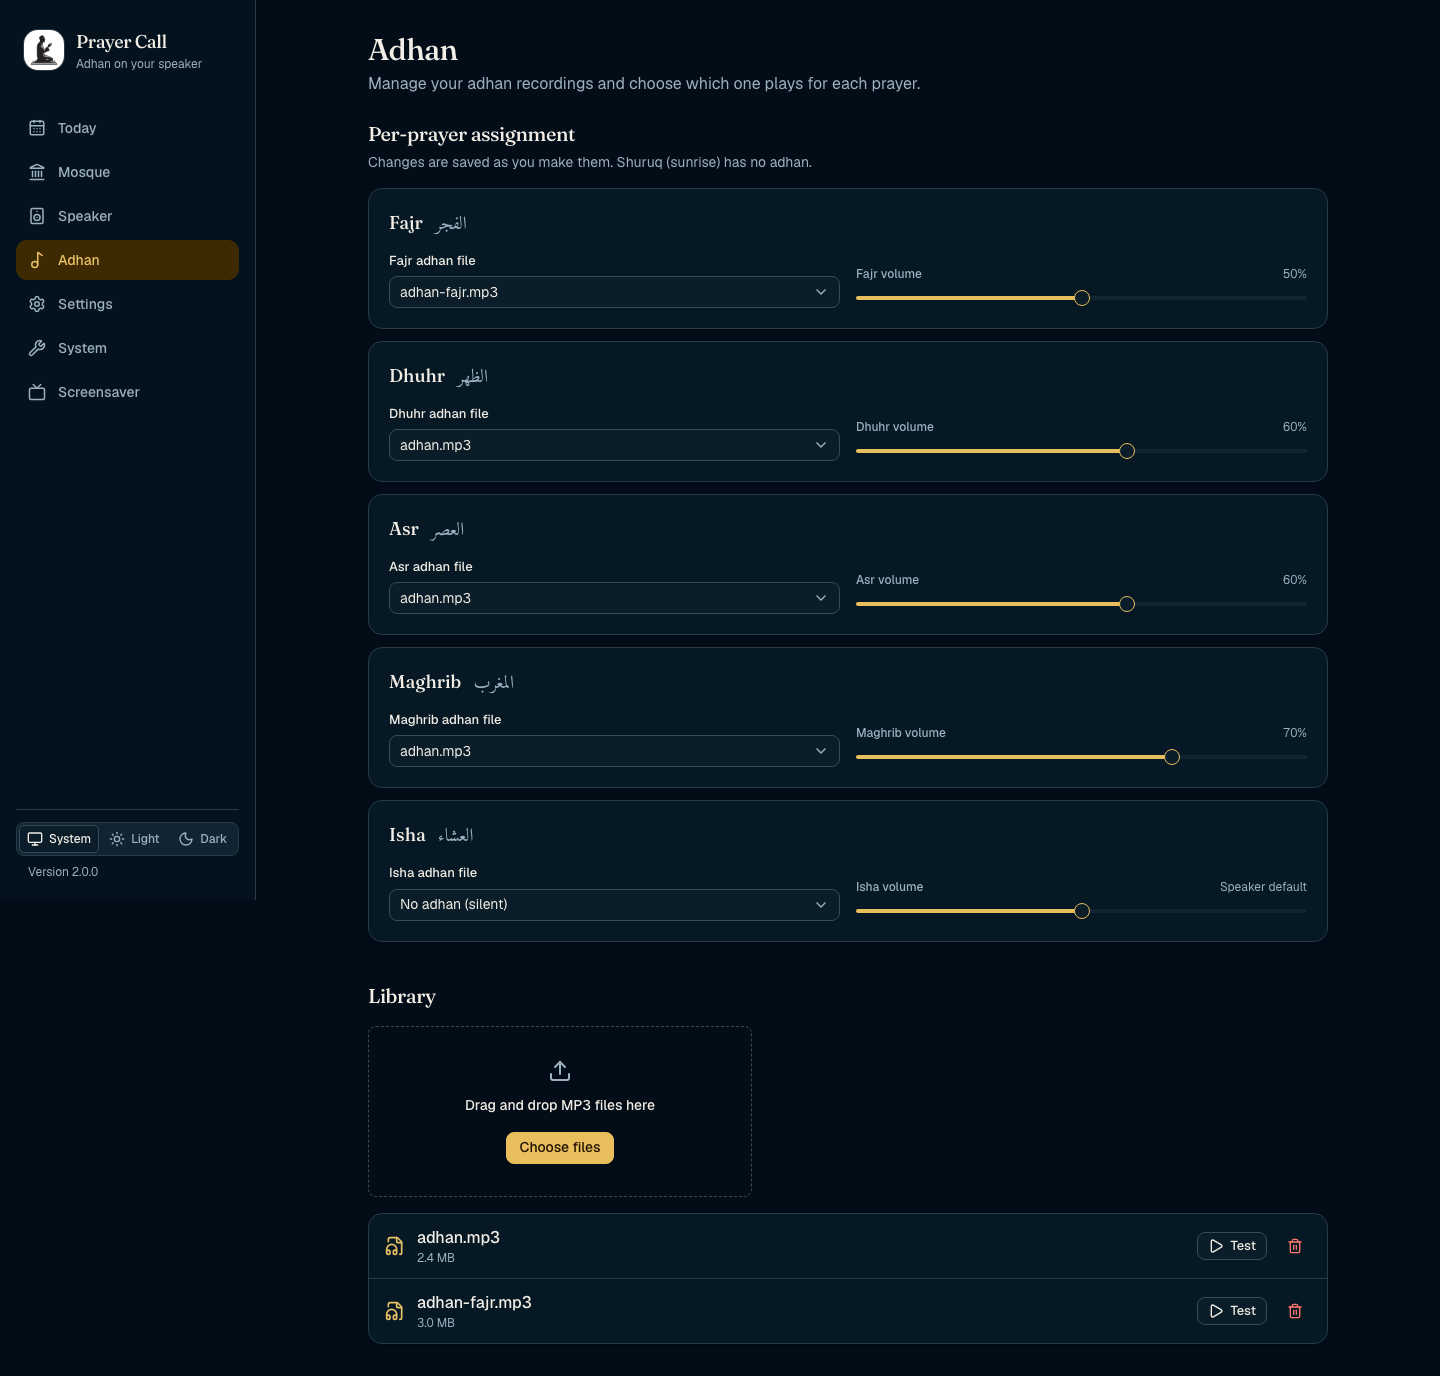 Prayer Call
Adhan on your speaker
Today
Mosque
Speaker
Adhan
Settings
System
Screensaver
System Light Dark
Version 2.0.0
Adhan
Manage your adhan recordings and choose which one plays for each prayer.
Per-prayer assignment
Changes are saved as you make them. Shuruq (sunrise) has no adhan.
Fajr الفجر
Fajr adhan file
adhan-fajr.mp3
Fajr volume 50%
Dhuhr الظهر
Dhuhr adhan file
adhan.mp3
Dhuhr volume 60%
Asr العصر
Asr adhan file
adhan.mp3
Asr volume 60%
Maghrib المغرب
Maghrib adhan file
adhan.mp3
Maghrib volume 70%
Isha العشاء
Isha adhan file
No adhan (silent)
Isha volume Speaker default
Library
Drag and drop MP3 files here
Choose files
adhan.mp3
2.4 MB
Test
adhan-fajr.mp3
3.0 MB
Test